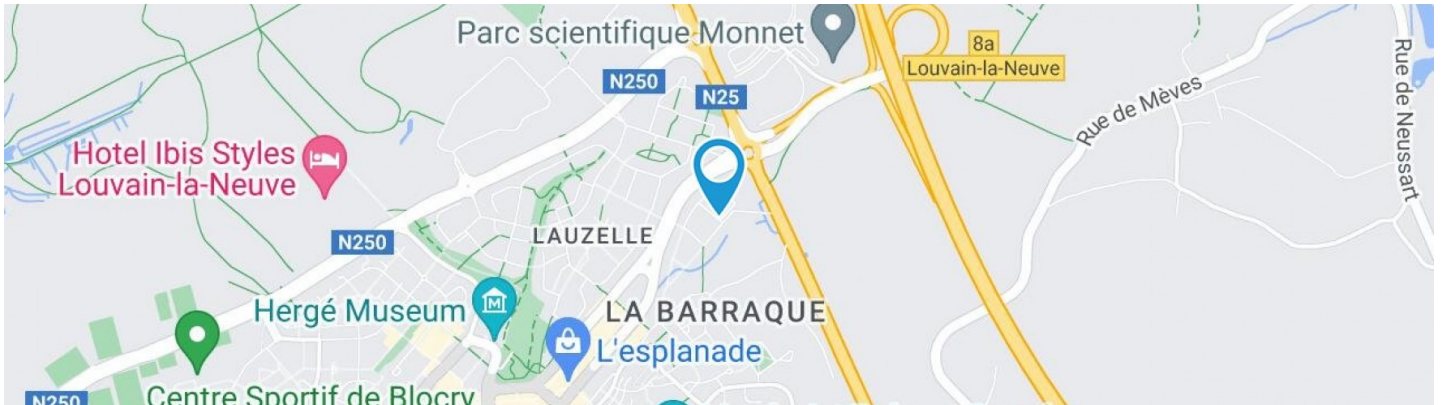 Parc scientifique Monnet
8a
Louvain-la-Neuve
N250
N25
Rue de Mèves
Rue de Neussart
Hotel Ibis Styles
Louvain-la-Neuve
N250
LAUZELLE
Hergé Museum
LA BARRAQUE
L'esplanade
Centre Sportif de Blocry
N250